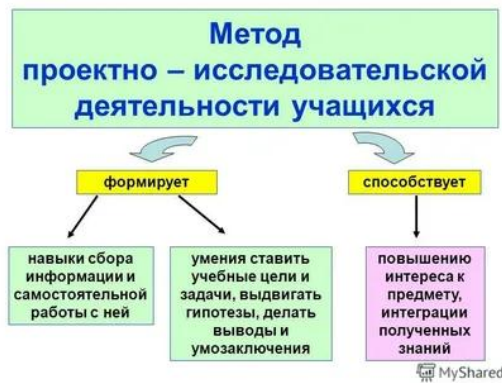 Метод
проектно – исследовательской
деятельности учащихся
формирует
способствует
навыки сбора
информации и
самостоятельной
работы с ней
умения ставить
учебные цели и
задачи, выдвигать
гипотезы, делать
выводы и
умозаключения
повышению
интереса к
предмету,
интеграции
полученных
знаний
MyShared